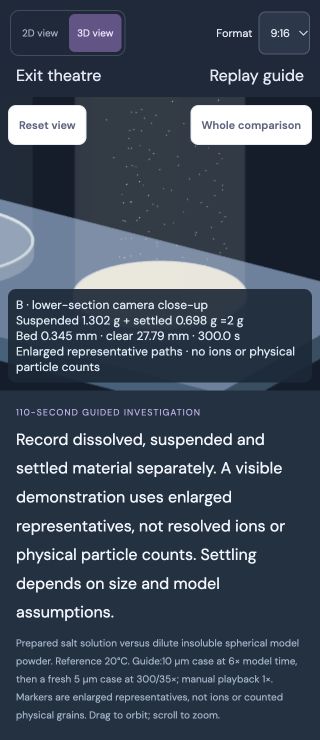 2D view 3D view Format 9:16
Exit theatre Replay guide
Reset view Whole comparison
B · lower-section camera close-up
Suspended 1.302 g + settled 0.698 g =2 g
Bed 0.345 mm · clear 27.79 mm · 300.0 s
Enlarged representative paths · no ions or physical
particle counts
110-SECOND GUIDED INVESTIGATION
Record dissolved, suspended and
settled material separately. A visible
demonstration uses enlarged
representatives, not resolved ions or
physical particle counts. Settling
depends on size and model
assumptions.
Prepared salt solution versus dilute insoluble spherical model
powder. Reference 20°C. Guide:10 µm case at 6× model time,
then a fresh 5 µm case at 300/35×; manual playback 1×.
Markers are enlarged representatives, not ions or counted
physical grains. Drag to orbit; scroll to zoom.